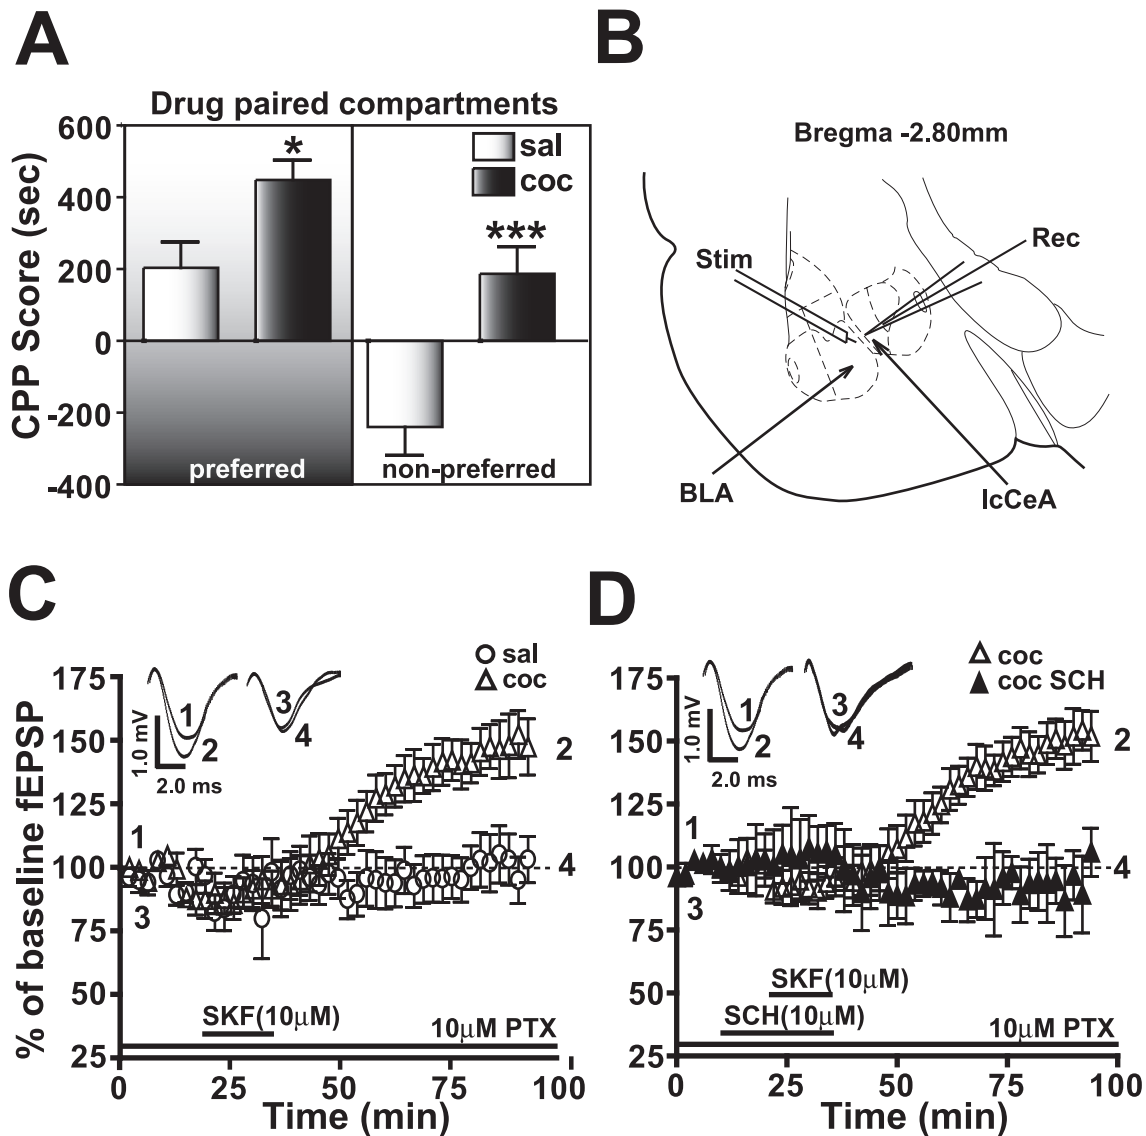 A
Drug paired compartments
CPP Score (sec)
600
400
200
0
-200
-400
*
***
sal
coc
preferred
non-preferred
B
Bregma -2.80mm
Stim
Rec
BLA
lcCeA
C
% of baseline fEPSP
175
150
125
100
75
50
25
1.0 mV
2.0 ms
1
2
3
4
sal
coc
1
3
2
4
SKF(10μM)
10μM PTX
0
25
50
75
100
Time (min)
D
175
150
125
100
75
50
25
1.0 mV
2.0 ms
1
2
3
4
coc
coc SCH
1
3
2
4
SKF(10μM)
SCH(10μM)
10μM PTX
0
25
50
75
100
Time (min)